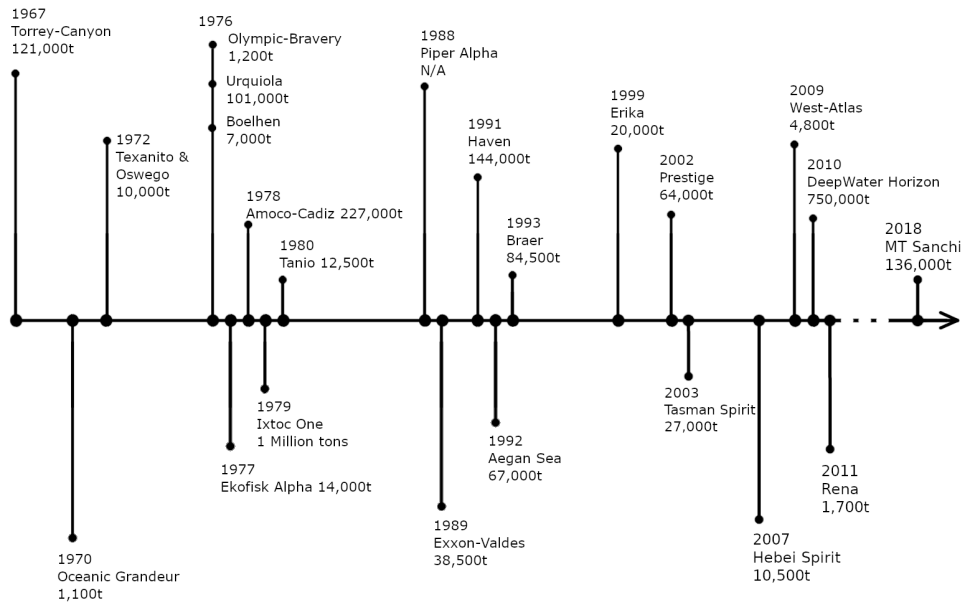 1967
Torrey-Canyon
121,000t
1972
Texanito &
Oswego
10,000t
1976
Olympic-Bravery
1,200t
Urquiola
101,000t
Boelhen
7,000t
1978
Amoco-Cadiz 227,000t
1980
Tanio 12,500t
1988
Piper Alpha
N/A
1991
Haven
144,000t
1993
Braer
84,500t
1999
Erika
20,000t
2002
Prestige
64,000t
2009
West-Atlas
4,800t
2010
DeepWater Horizon
750,000t
2018
MT Sanchi
136,000t
1970
Oceanic Grandeur
1,100t
1977
Ekofisk Alpha 14,000t
1979
Ixtoc One
1 Million tons
1989
Exxon-Valdes
38,500t
1992
Aegan Sea
67,000t
2003
Tasman Spirit
27,000t
2007
Hebei Spirit
10,500t
2011
Rena
1,700t